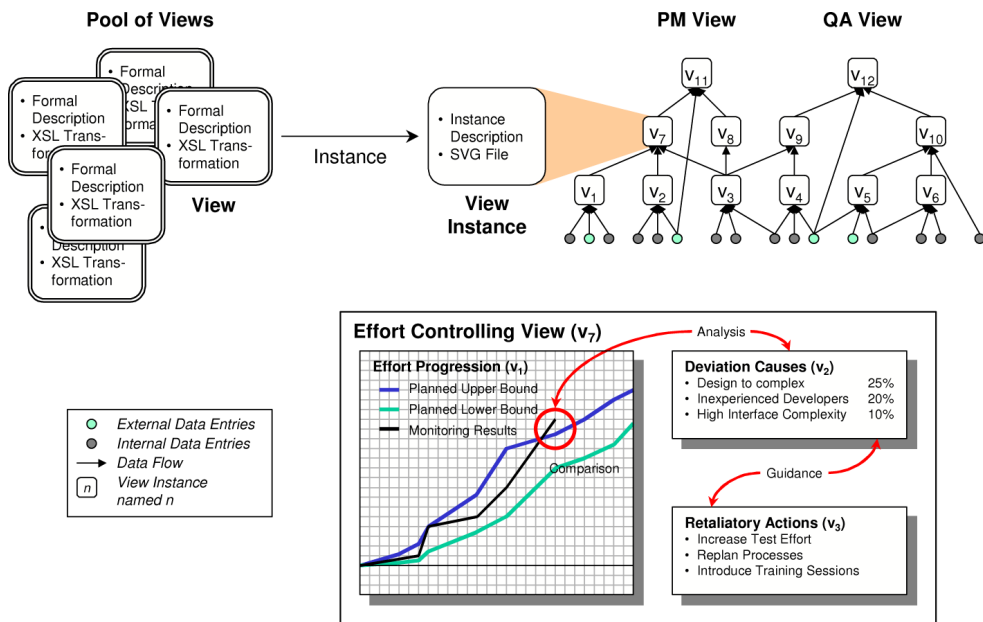 Pool of Views
PM View
QA View
• Formal
Description
XSL Trans-
formation
• Formal
Description
• XSL Trans-
formation
• Formal
Description
• XSL Trans-
formation
• Formal
Description
• XSL Trans-
formation
Description
• XSL Trans-
formation
View
Instance
• Instance
Description
• SVG File
View
Instance
v11
v12
v7
v8
v9
v10
v1
v2
v3
v4
v5
v6
External Data Entries
Internal Data Entries
Data Flow
n
View Instance
named n
Effort Controlling View (v7)
Effort Progression (v1)
Planned Upper Bound
Planned Lower Bound
Monitoring Results
Comparison
Analysis
Deviation Causes (v2)
• Design to complex 25%
• Inexperienced Developers 20%
• High Interface Complexity 10%
Guidance
Retaliatory Actions (v3)
• Increase Test Effort
• Replan Processes
• Introduce Training Sessions